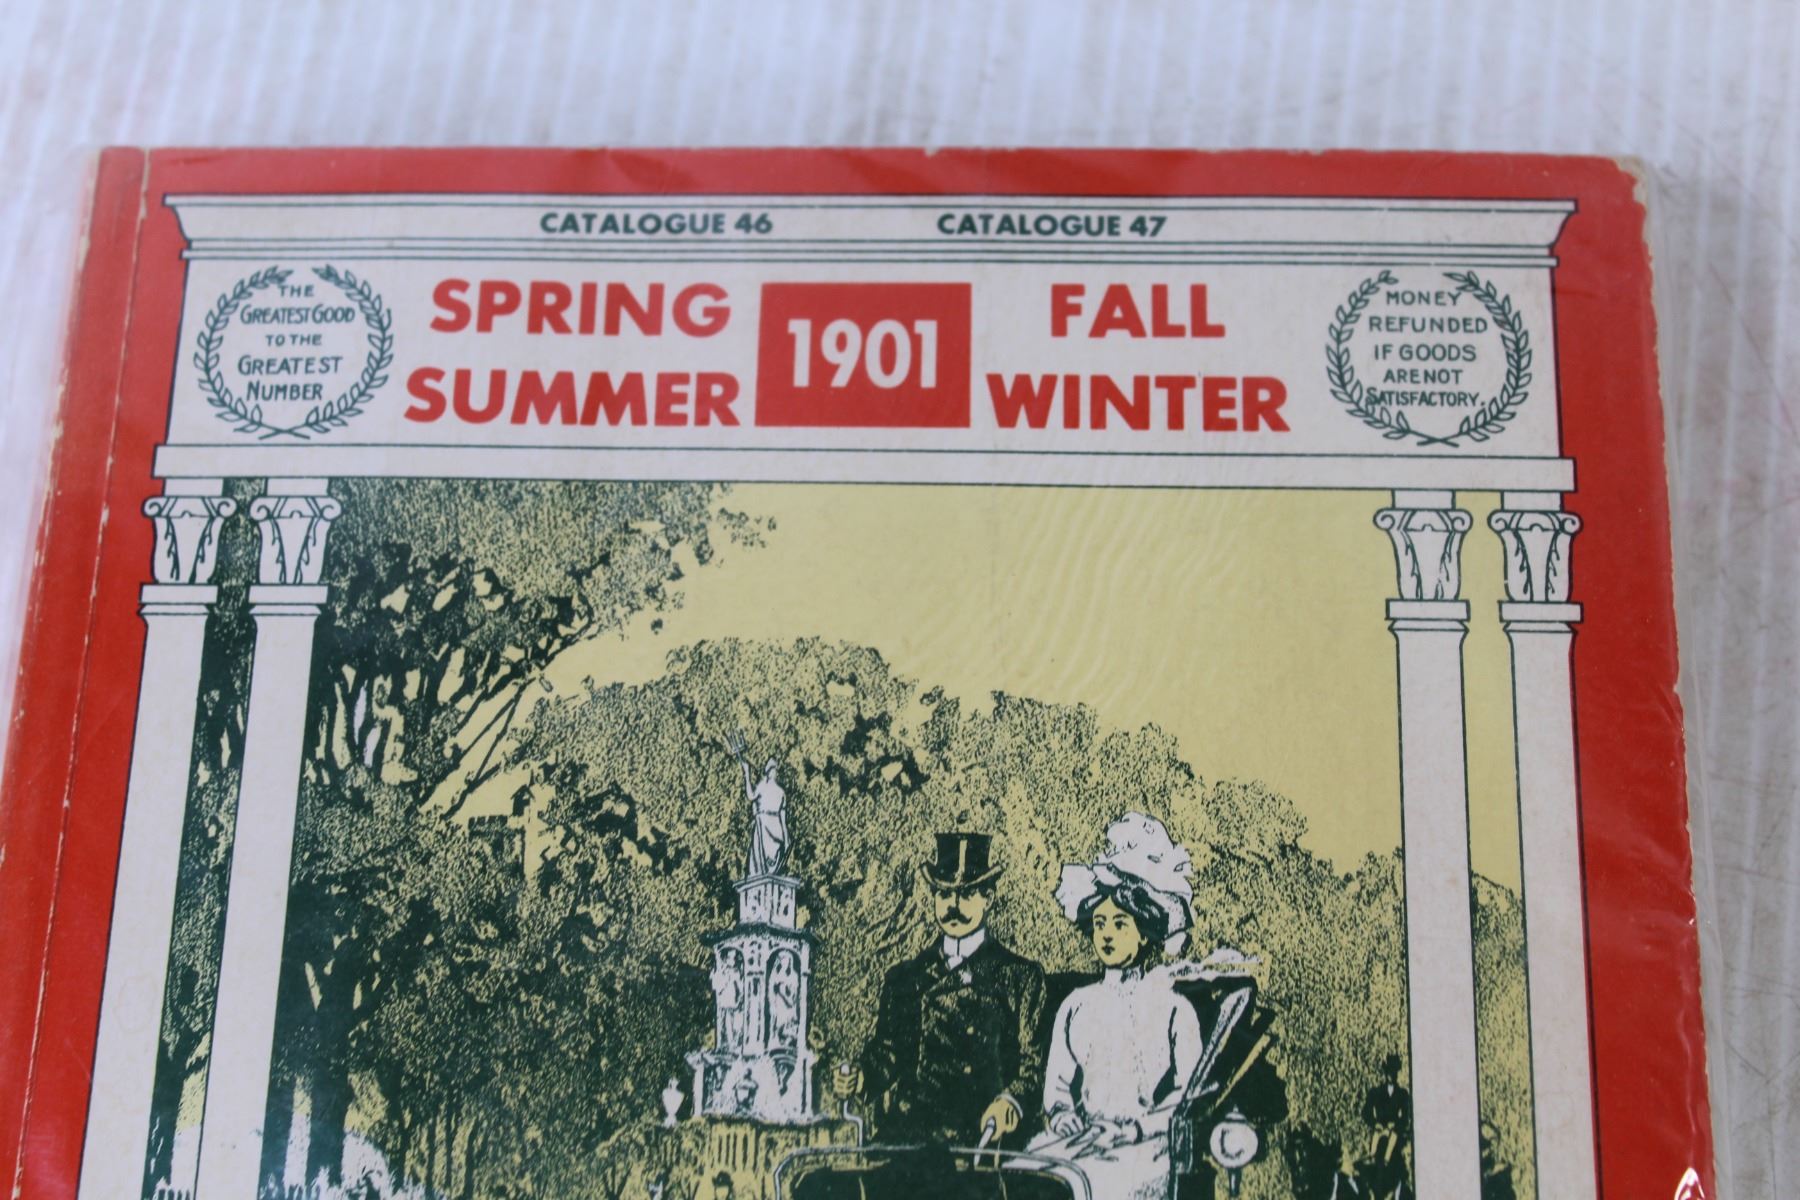 CATALOGUE 46 CATALOGUE 47
THE
GREATEST GOOD
TO THE
GREATEST
NUMBER
SPRING
SUMMER
1901
FALL
WINTER
MONEY
REFUNDED
IF GOODS
ARE NOT
SATISFACTORY.